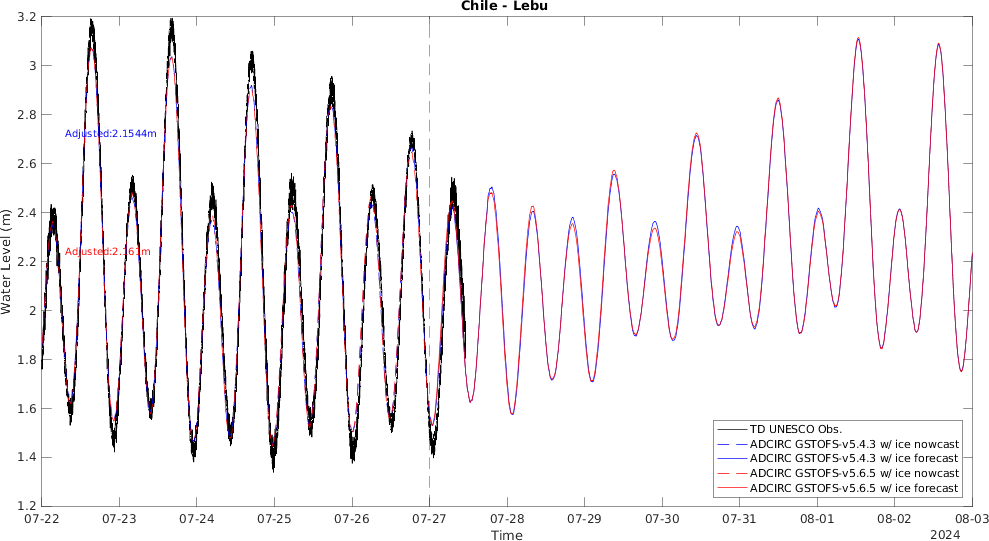 Chile - Lebu
3.2
3
2.8
2.6
2.4
2.2
2
1.8
1.6
1.4
1.2
Water Level (m)
Adjusted:2.1544m
Adjusted:2.161m
TD UNESCO Obs.
ADCIRC GSTOFS-v5.4.3 w/ ice nowcast
ADCIRC GSTOFS-v5.4.3 w/ ice forecast
ADCIRC GSTOFS-v5.6.5 w/ ice nowcast
ADCIRC GSTOFS-v5.6.5 w/ ice forecast
07-22 07-23 07-24 07-25 07-26 07-27 07-28 07-29 07-30 07-31 08-01 08-02 08-03
Time
2024